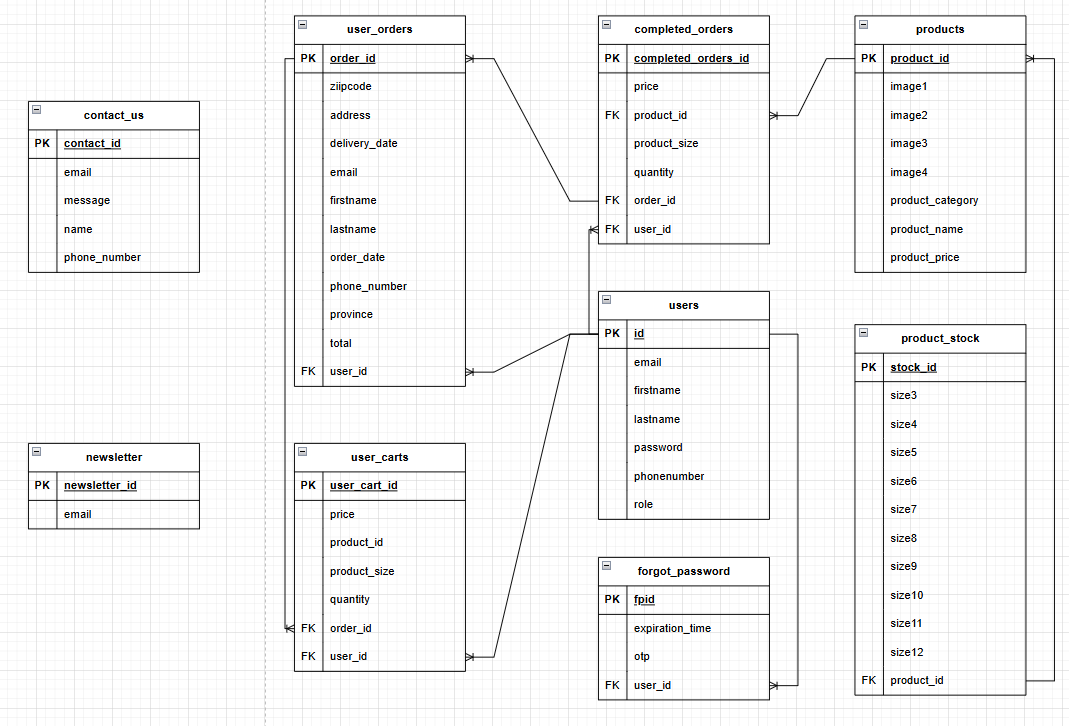 user_orders
PK order_id
ziipcode
address
delivery_date
email
firstname
lastname
order_date
phone_number
province
total
FK user_id
completed_orders
PK completed_orders_id
price
FK product_id
product_size
quantity
FK order_id
FK user_id
products
PK product_id
image1
image2
image3
image4
product_category
product_name
product_price
contact_us
PK contact_id
email
message
name
phone_number
users
PK id
email
firstname
lastname
password
phonenumber
role
product_stock
PK stock_id
size3
size4
size5
size6
size7
size8
size9
size10
size11
size12
FK product_id
newsletter
PK newsletter_id
email
user_carts
PK user_cart_id
price
product_id
product_size
quantity
FK order_id
FK user_id
forgot_password
PK fpid
expiration_time
otp
FK user_id